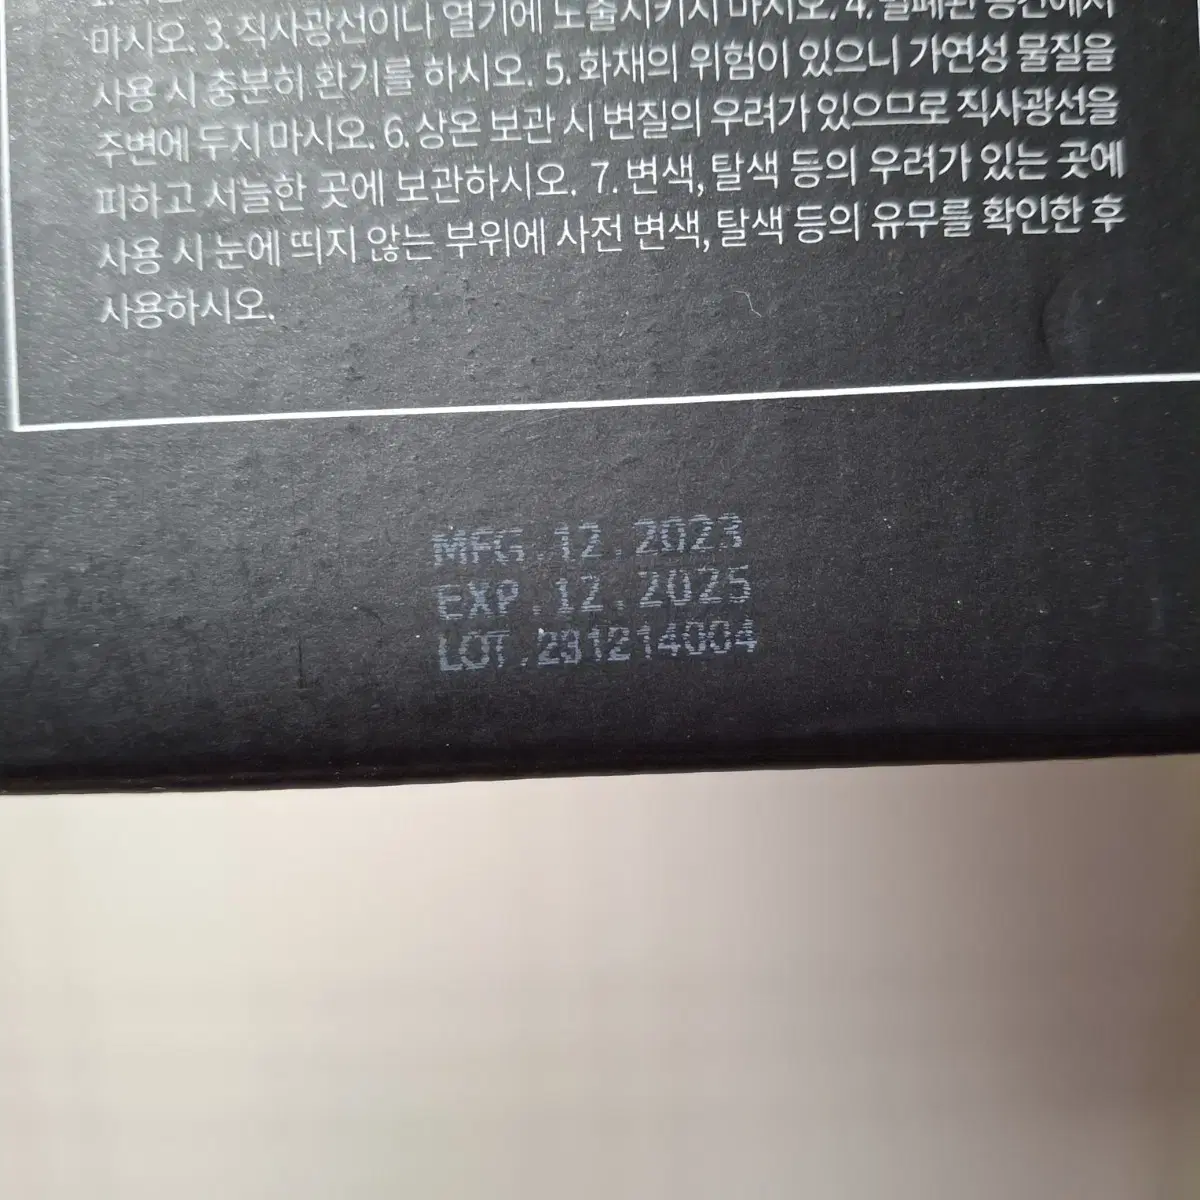 마시오. 3. 직사광선이나 열기에 노출시키지 마시오. 4. 밀폐된 공간에서
사용 시 충분히 환기를 하시오. 5. 화재의 위험이 있으니 가연성 물질을
주변에 두지 마시오. 6. 상온 보관 시 변질의 우려가 있으므로 직사광선을
피하고 서늘한 곳에 보관하시오. 7. 변색, 탈색 등의 우려가 있는 곳에
사용 시 눈에 띄지 않는 부위에 사전 변색, 탈색 등의 유무를 확인한 후
사용하시오.
MFG.12.2023
EXP.12.2025
LOT.231214004